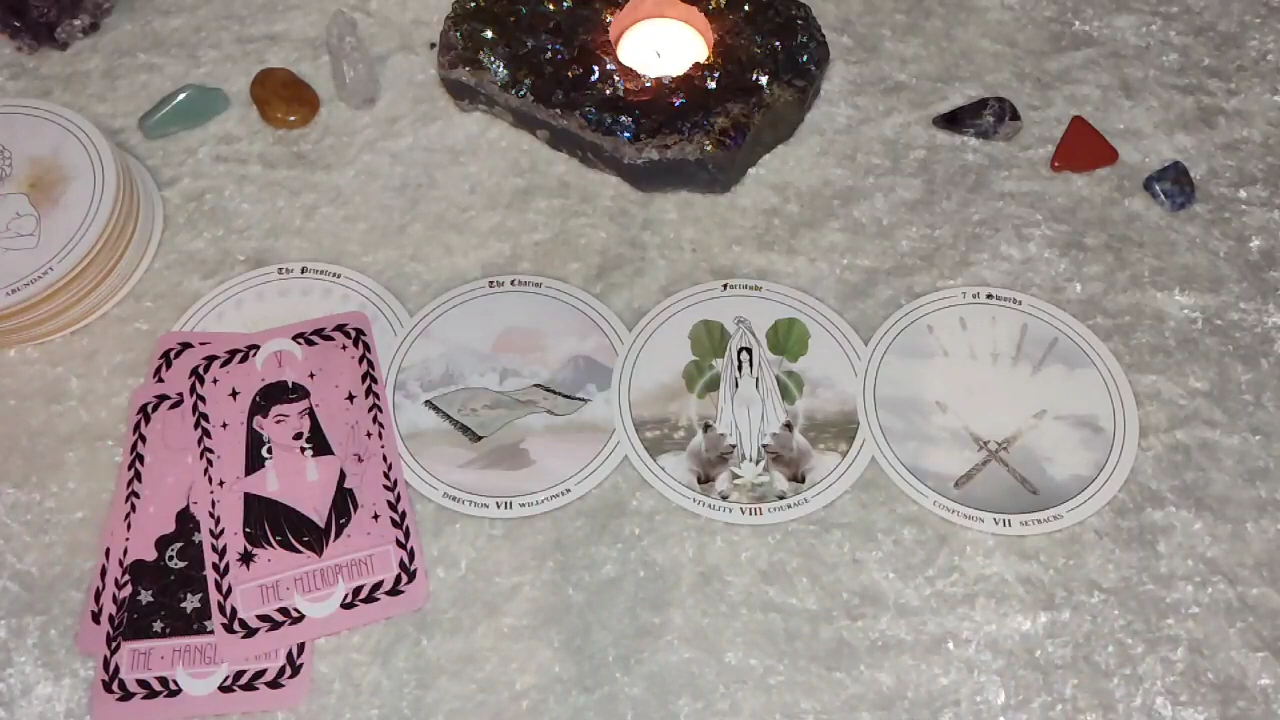 ABUNDANT
The Priestess
The Chariot
DIRECTION VII WILLPOWER
Fortitude
VITALITY VIII COURAGE
7 of Swords
CONFUSION VII SETBACKS
V
THE · HIEROPHANT
THE · HANG